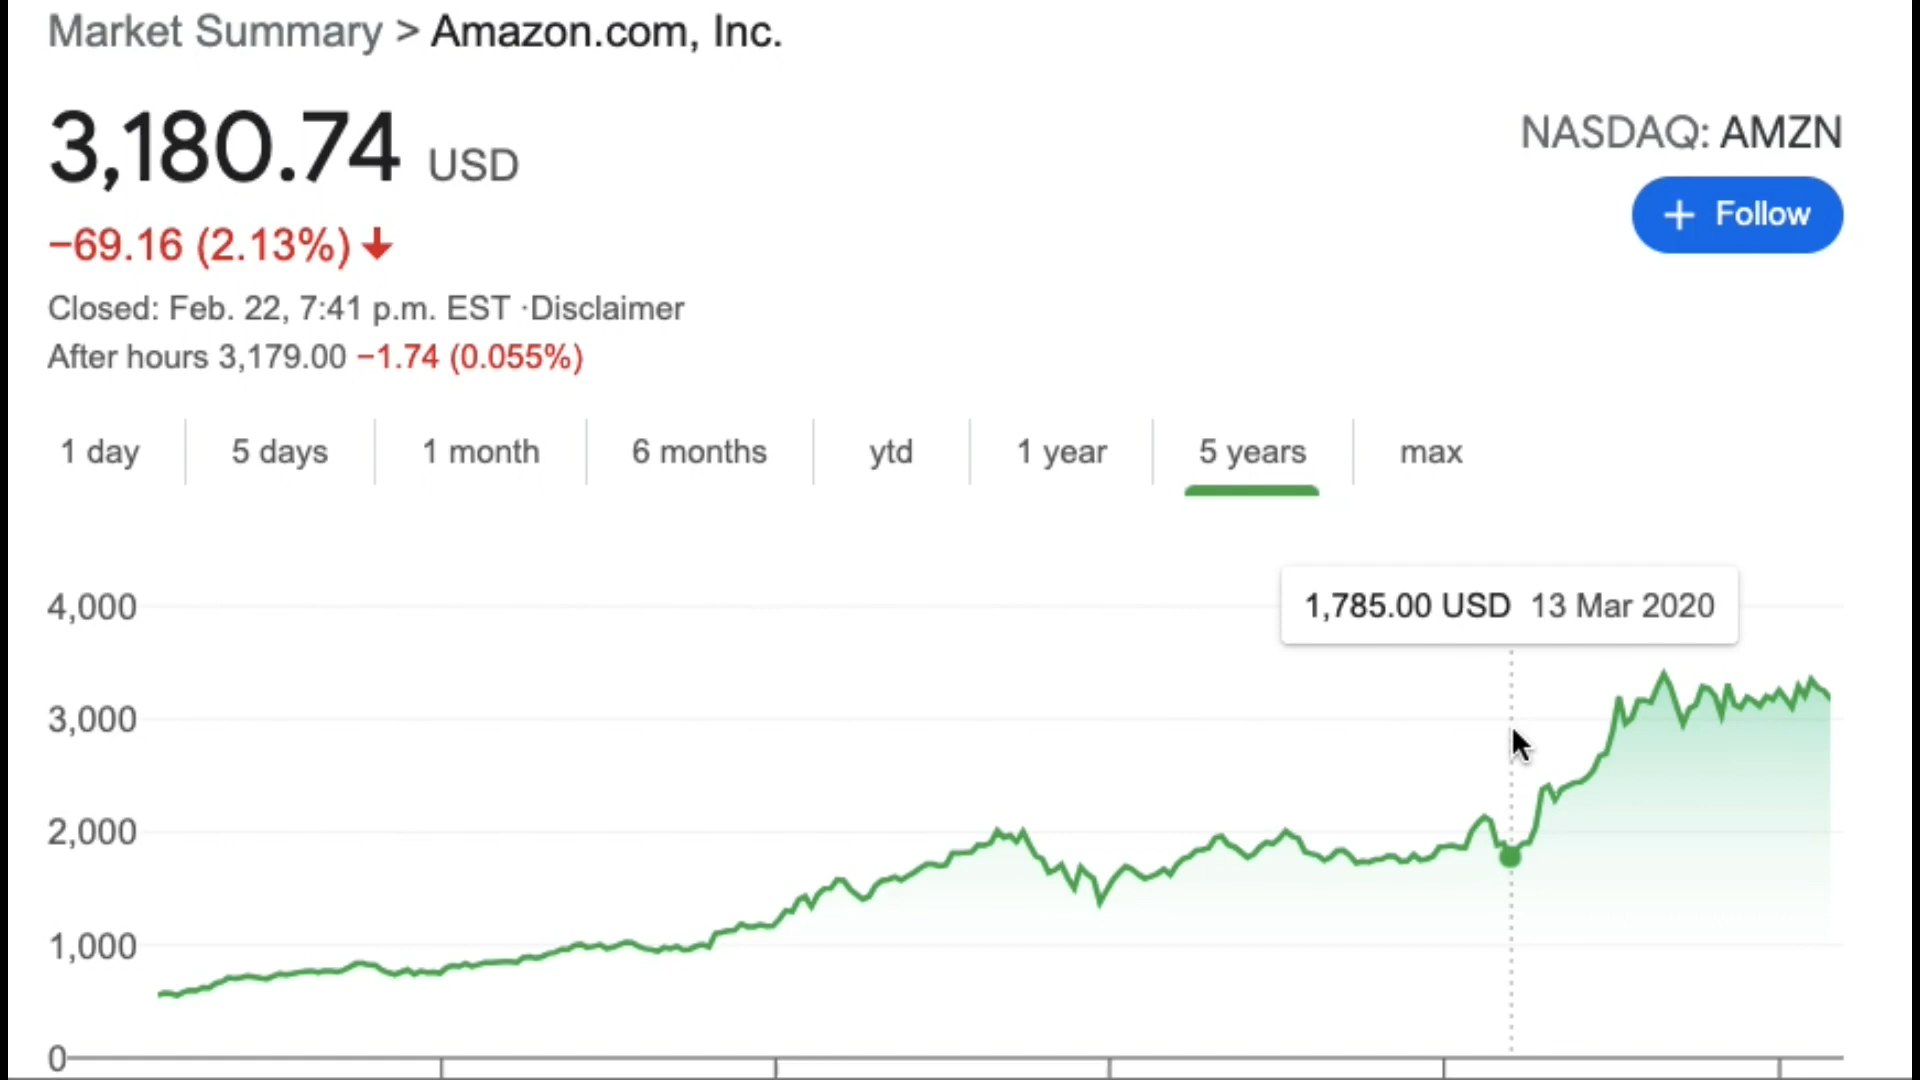 Market Summary > Amazon.com, Inc.
3,180.74 USD
NASDAQ: AMZN
+ Follow
−69.16 (2.13%)
Closed: Feb. 22, 7:41 p.m. EST ·Disclaimer
After hours 3,179.00 −1.74 (0.055%)
1 day 5 days 1 month 6 months ytd 1 year 5 years max
1,785.00 USD 13 Mar 2020
4,000
3,000
2,000
1,000
0